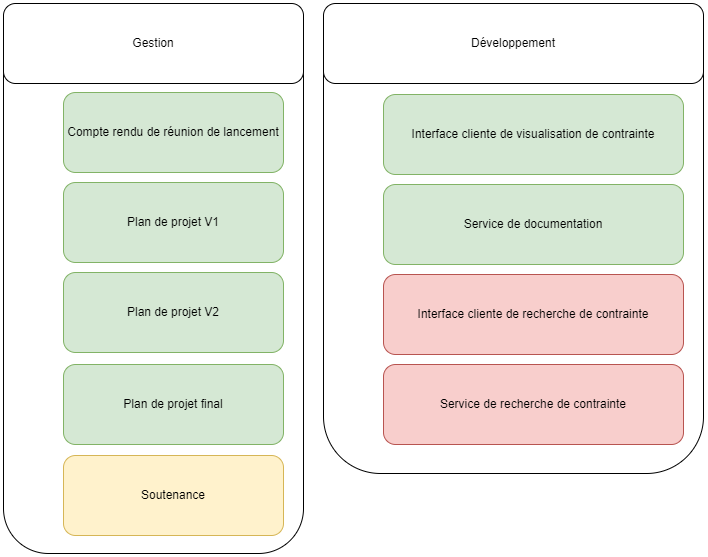 Gestion
Compte rendu de réunion de lancement
Plan de projet V1
Plan de projet V2
Plan de projet final
Soutenance
Développement
Interface cliente de visualisation de contrainte
Service de documentation
Interface cliente de recherche de contrainte
Service de recherche de contrainte